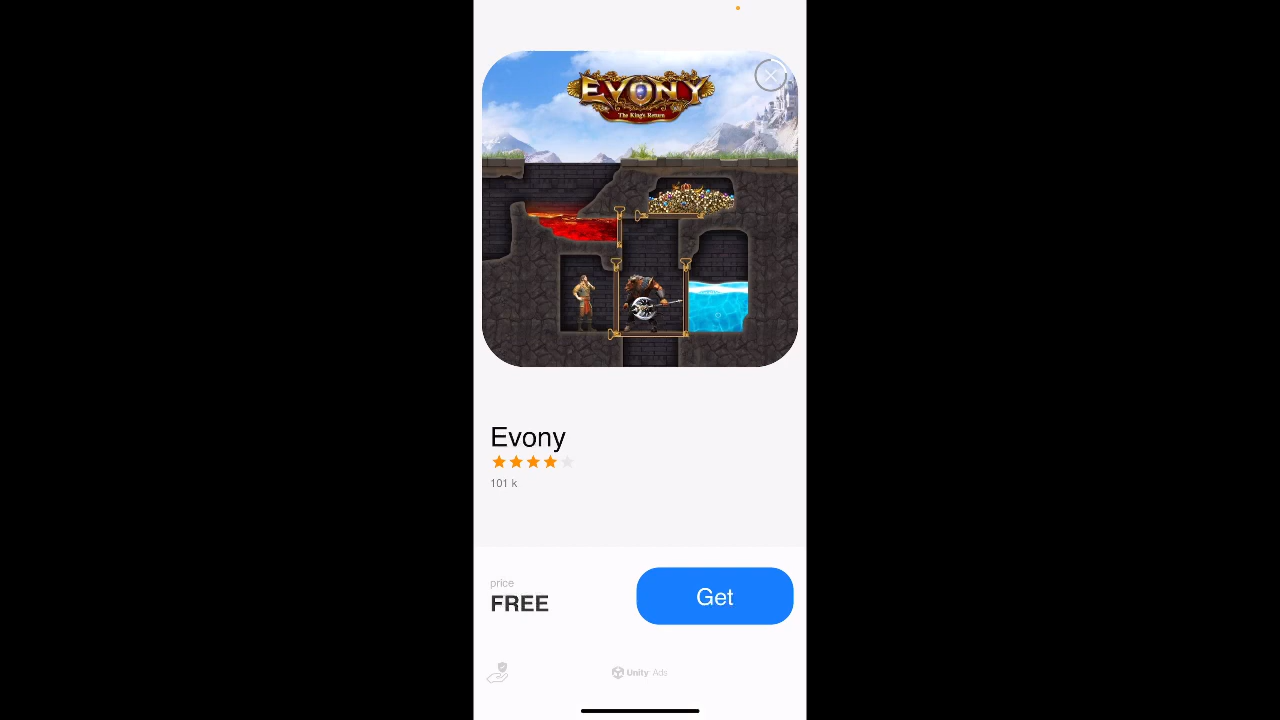 EVONY
The King's Return
Evony
101 k
price
FREE
Get
Unity Ads